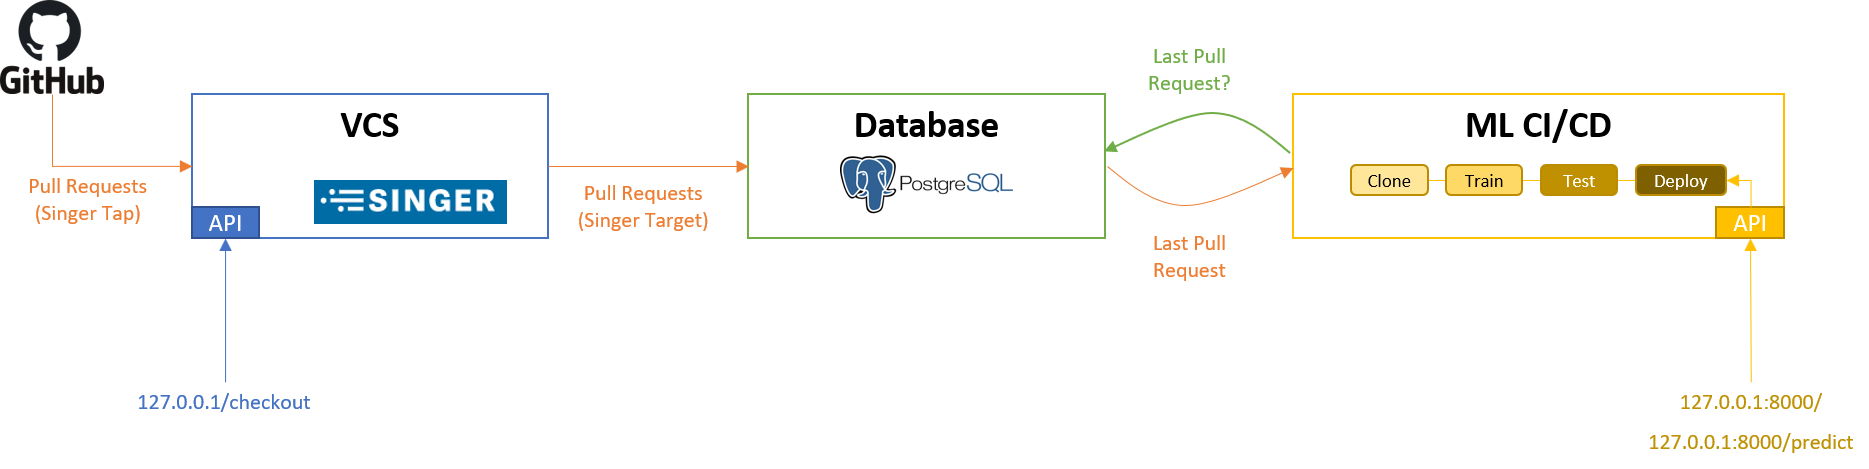 GitHub
Pull Requests
(Singer Tap)
VCS
SINGER
API
127.0.0.1/checkout
Pull Requests
(Singer Target)
Database
PostgreSQL
Last Pull
Request?
Last Pull
Request
ML CI/CD
Clone
Train
Test
Deploy
API
127.0.0.1:8000/
127.0.0.1:8000/predict